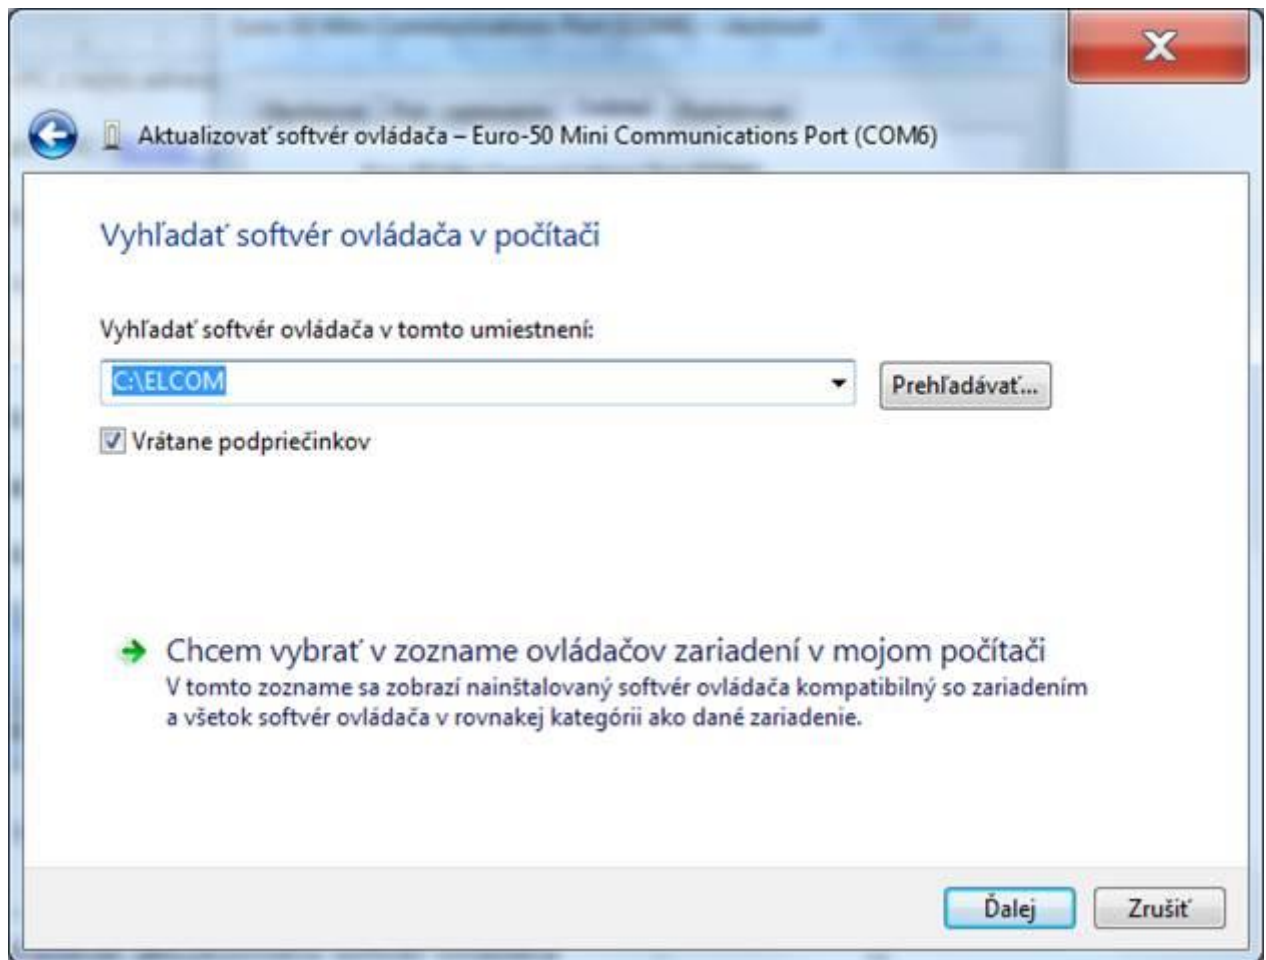 Aktualizovať softvér ovládača – Euro-50 Mini Communications Port (COM6)
Vyhľadať softvér ovládača v počítači
Vyhľadať softvér ovládača v tomto umiestnení:
C:\ELCOM
Prehľadávať...
Vrátane podpriečinkov
Chcem vybrať v zozname ovládačov zariadení v mojom počítači
V tomto zozname sa zobrazí nainštalovaný softvér ovládača kompatibilný so zariadením
a všetok softvér ovládača v rovnakej kategórii ako dané zariadenie.
Ďalej
Zrušiť